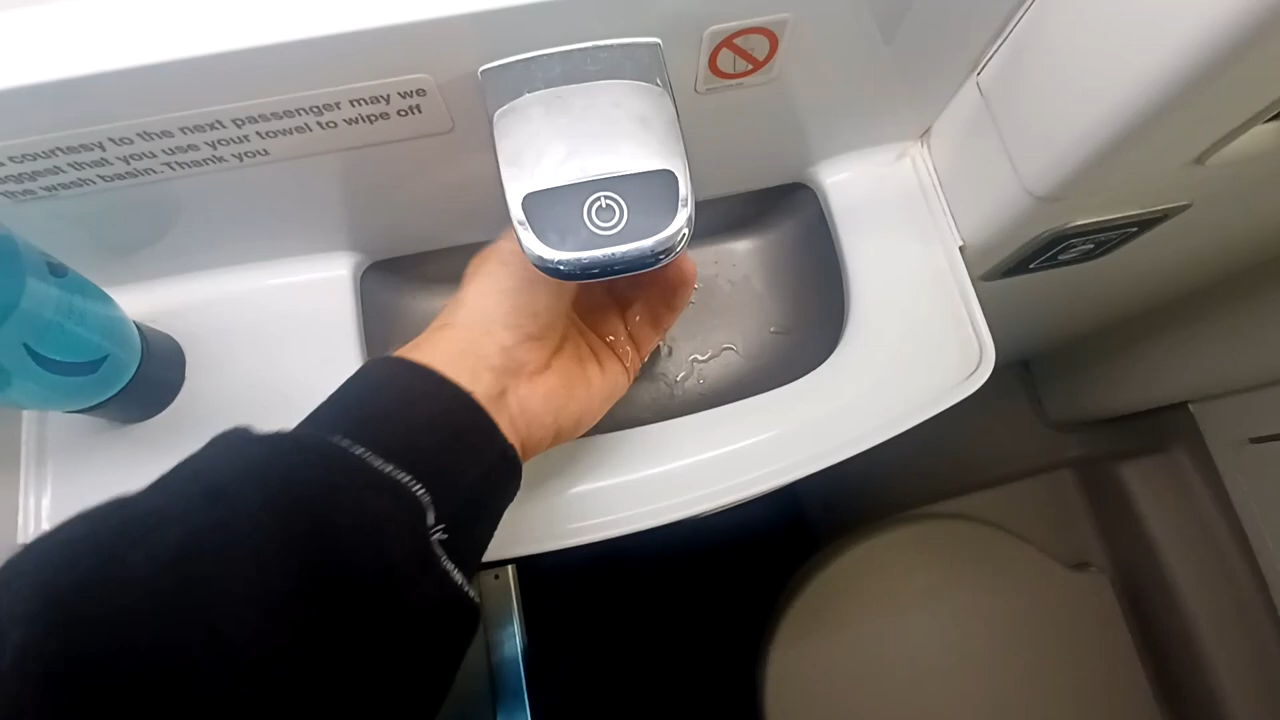 courtesy to the next passenger may we
ggest that you use your towel to wipe off
the wash basin. Thank you